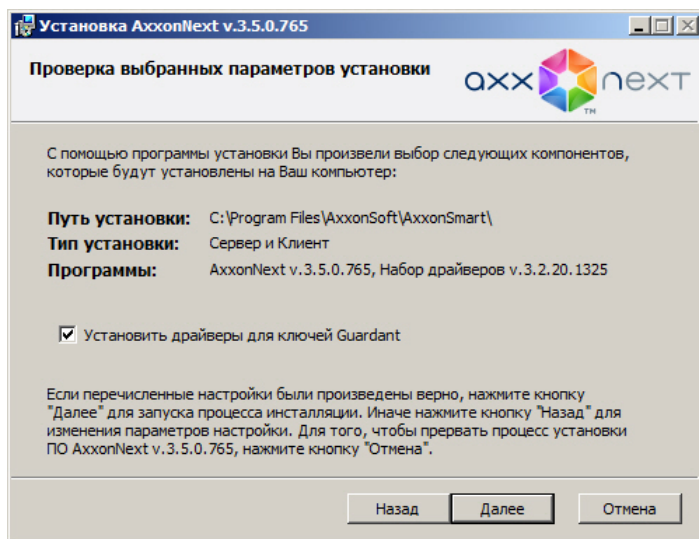 Установка AxxonNext v.3.5.0.765
Проверка выбранных параметров установки
axxonnext
TM
С помощью программы установки Вы произвели выбор следующих компонентов,
которые будут установлены на Ваш компьютер:
Путь установки: C:\Program Files\AxxonSoft\AxxonSmart\
Тип установки: Сервер и Клиент
Программы: AxxonNext v.3.5.0.765, Набор драйверов v.3.2.20.1325
Установить драйверы для ключей Guardant
Если перечисленные настройки были произведены верно, нажмите кнопку
"Далее" для запуска процесса инсталляции. Иначе нажмите кнопку "Назад" для
изменения параметров настройки. Для того, чтобы прервать процесс установки
ПО AxxonNext v.3.5.0.765, нажмите кнопку "Отмена".
Назад Далее Отмена